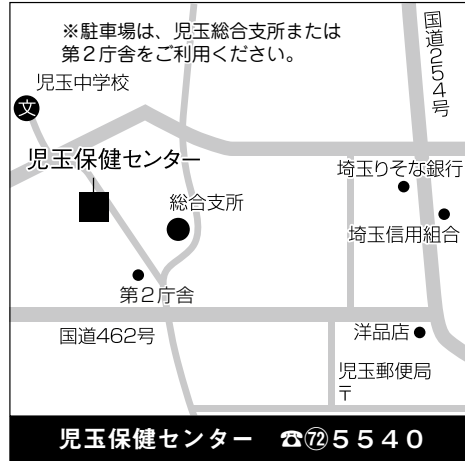 ※駐車場は、児玉総合支所または
第2庁舎をご利用ください。
国道254号
児玉中学校
文
児玉保健センター
埼玉りそな銀行
総合支所
埼玉信用組合
第2庁舎
国道462号
洋品店
児玉郵便局
〒
児玉保健センター ☎㉒5540